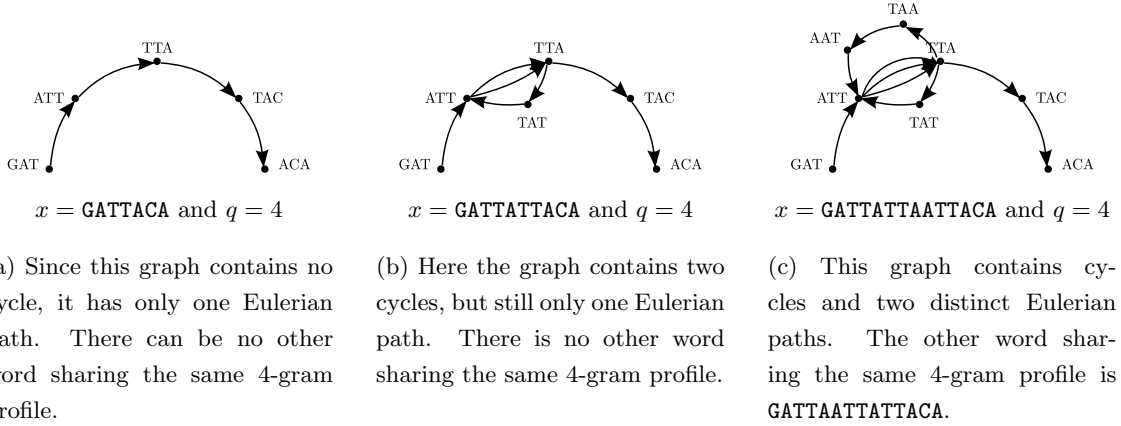 TTA
ATT
TAC
GAT
ACA
x = GATTACA and q = 4
a) Since this graph contains no
cycle, it has only one Eulerian
path. There can be no other
word sharing the same 4-gram
profile.
TTA
ATT
TAC
TAT
GAT
ACA
x = GATTATTACA and q = 4
(b) Here the graph contains two
cycles, but still only one Eulerian
path. There is no other word
sharing the same 4-gram profile.
TAA
AAT
TTA
ATT
TAC
TAT
GAT
ACA
x = GATTATTAATTACA and q = 4
(c) This graph contains cy-
cles and two distinct Eulerian
paths. The other word shar-
ing the same 4-gram profile is
GATTAATTATTACA.